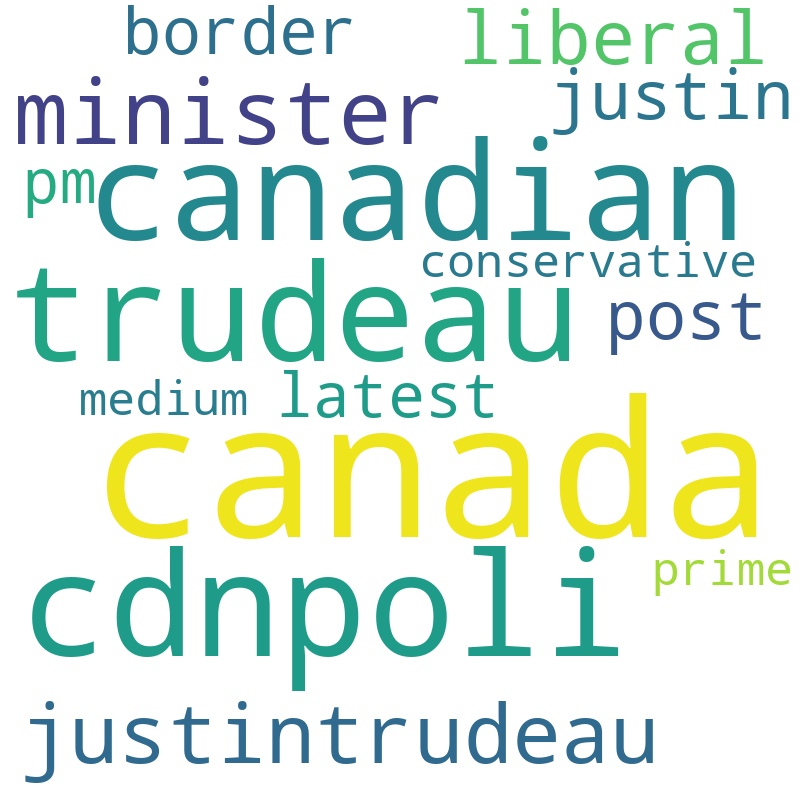 border liberal
minister justin
pm canadian
conservative
trudeau post
medium latest
canada
cdnpoli prime
justintrudeau